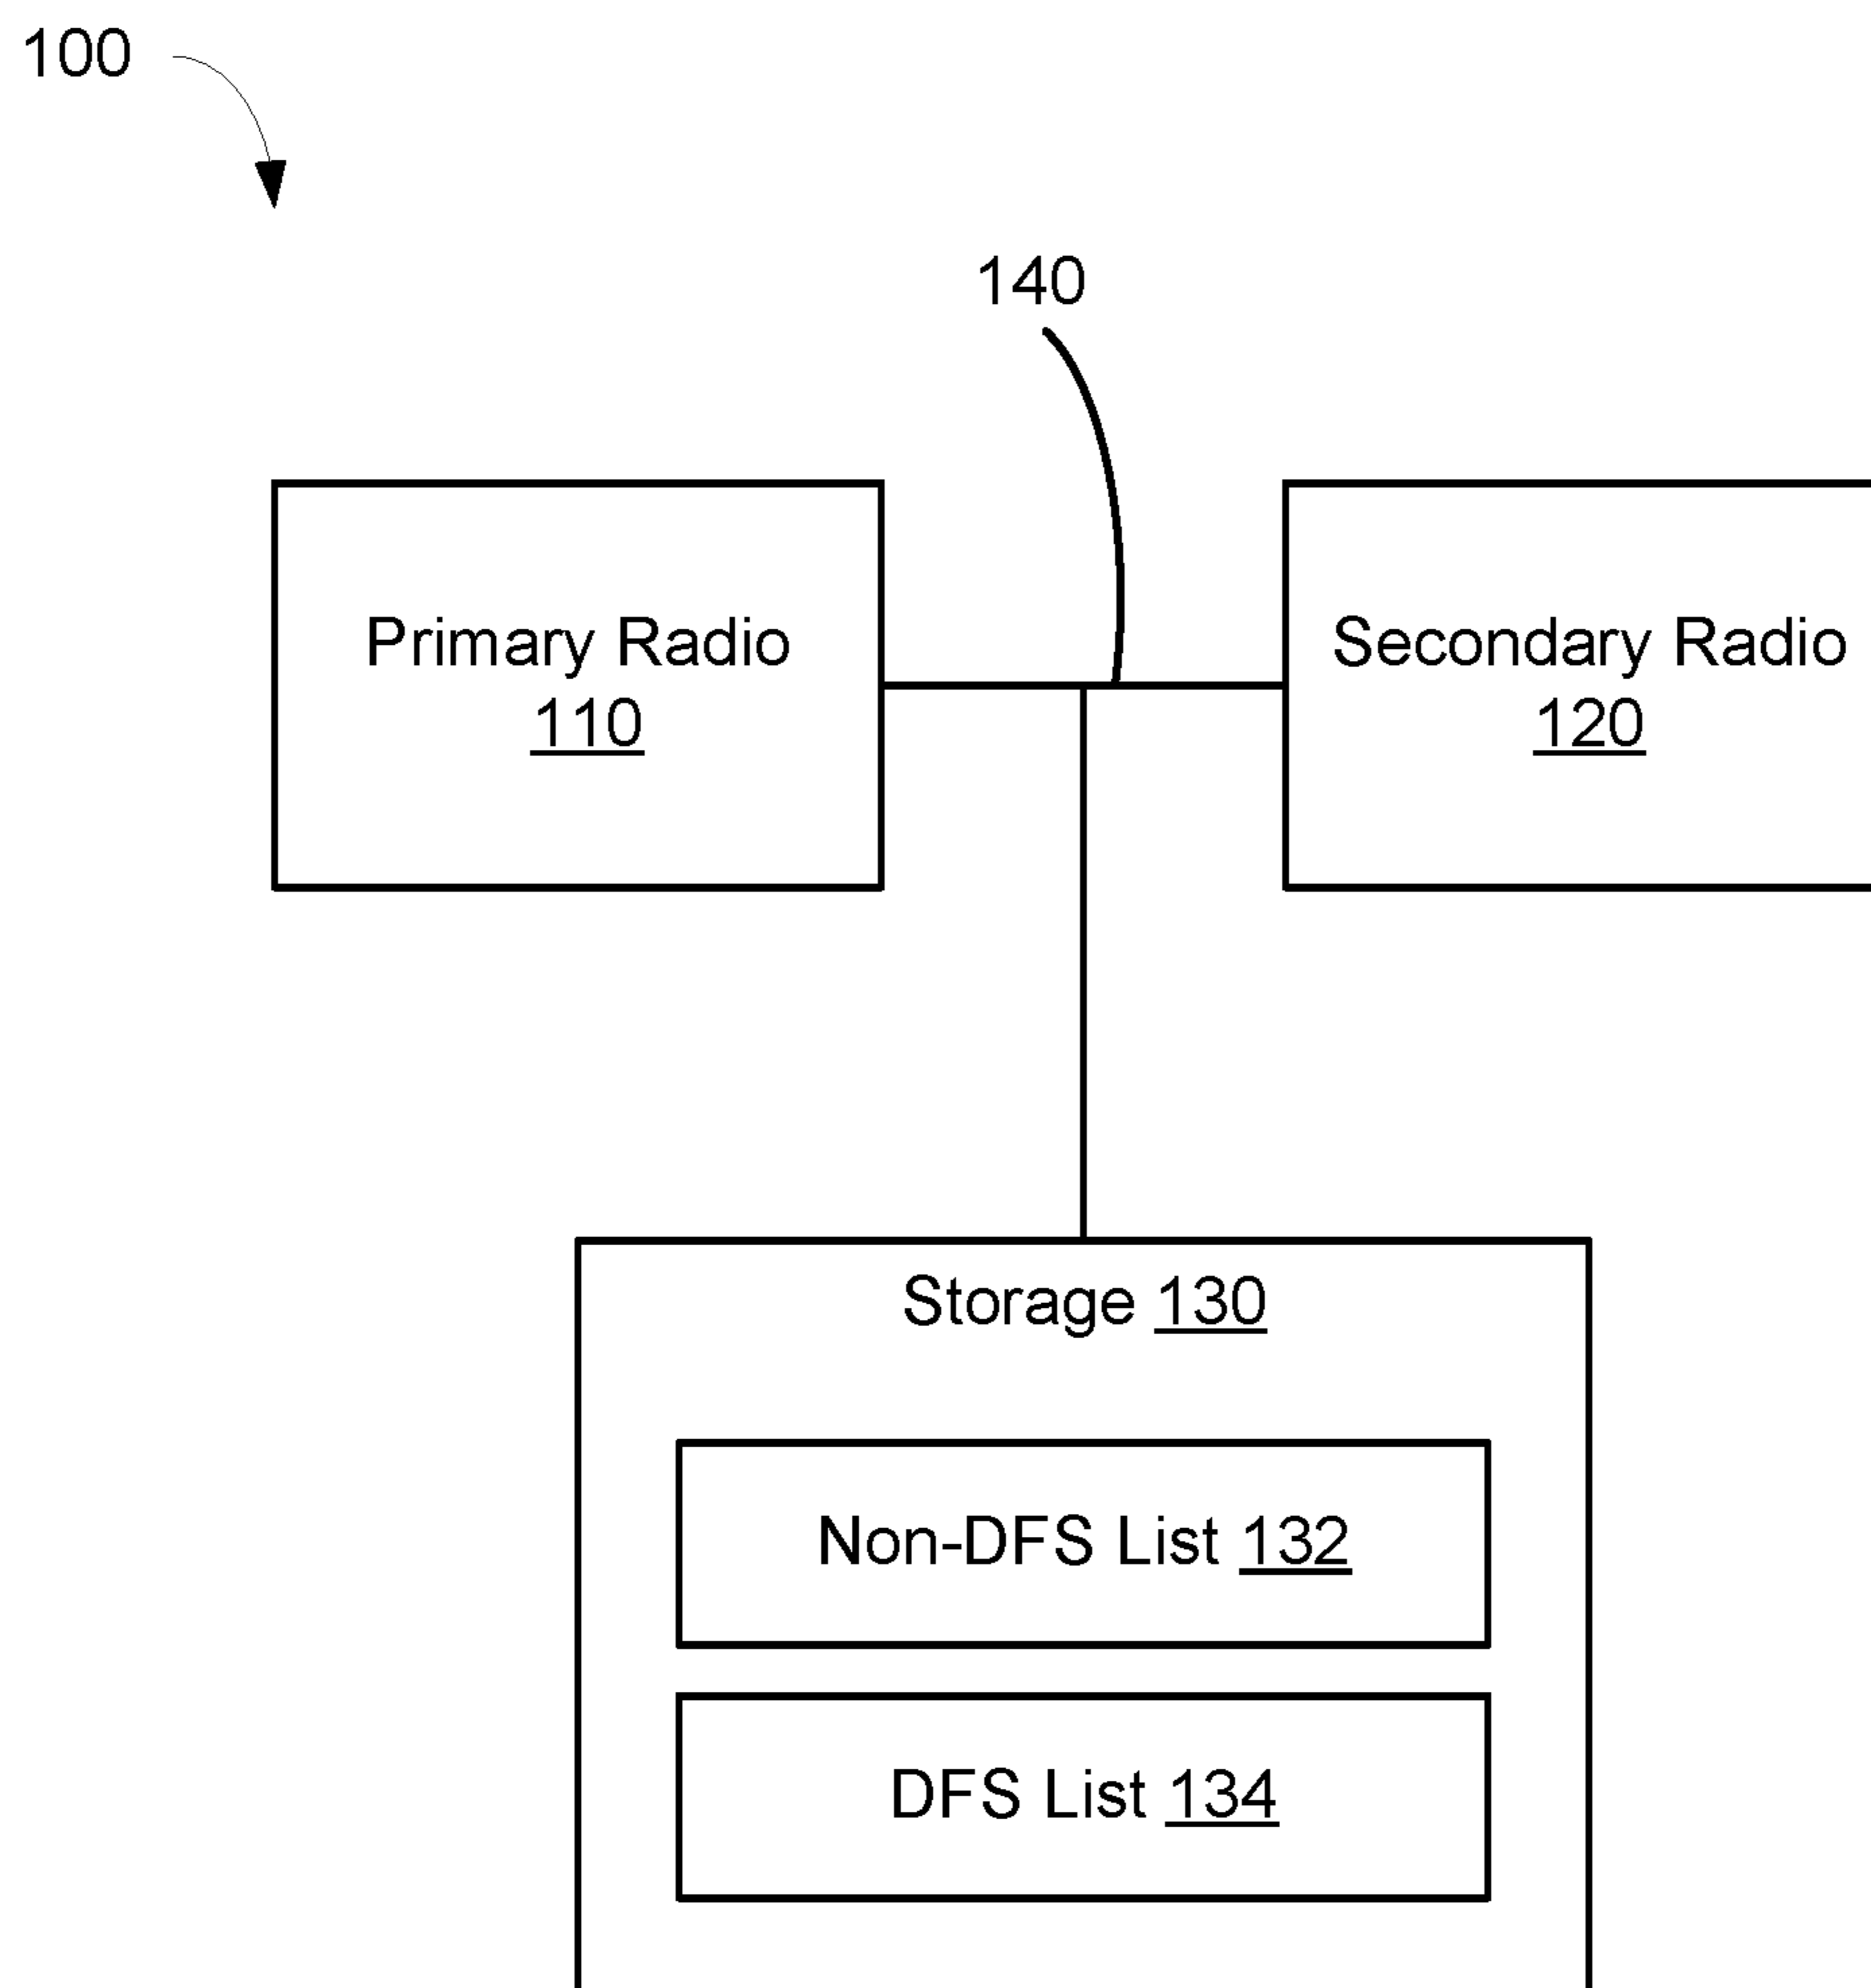 100
140
Primary Radio
110
Secondary Radio
120
Storage 130
Non-DFS List 132
DFS List 134